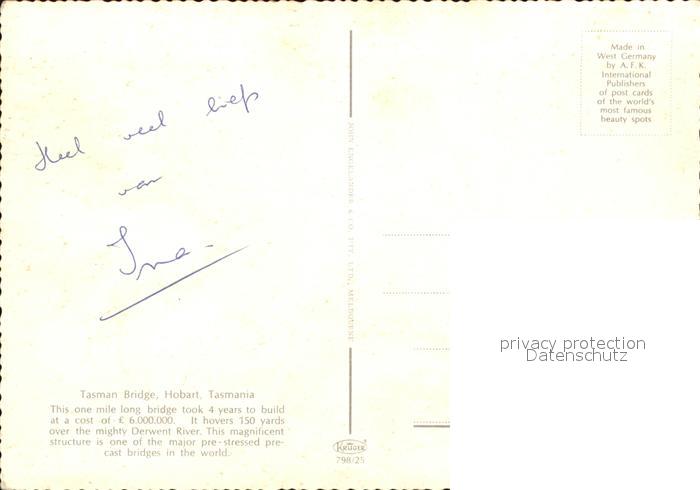 Heel veel liefs
van
Ina.
Tasman Bridge, Hobart, Tasmania
This one mile long bridge took 4 years to build
at a cost of £ 6.000.000. It hovers 150 yards
over the mighty Derwent River. This magnificent
structure is one of the major pre-stressed pre-
cast bridges in the world.
JOHN ENGELANDER & CO. PTY. LTD., MELBOURNE
KRÜGER
798/25
Made in
West Germany
by A. F. K.
International
Publishers
of post cards
of the world's
most famous
beauty spots
privacy protection
Datenschutz